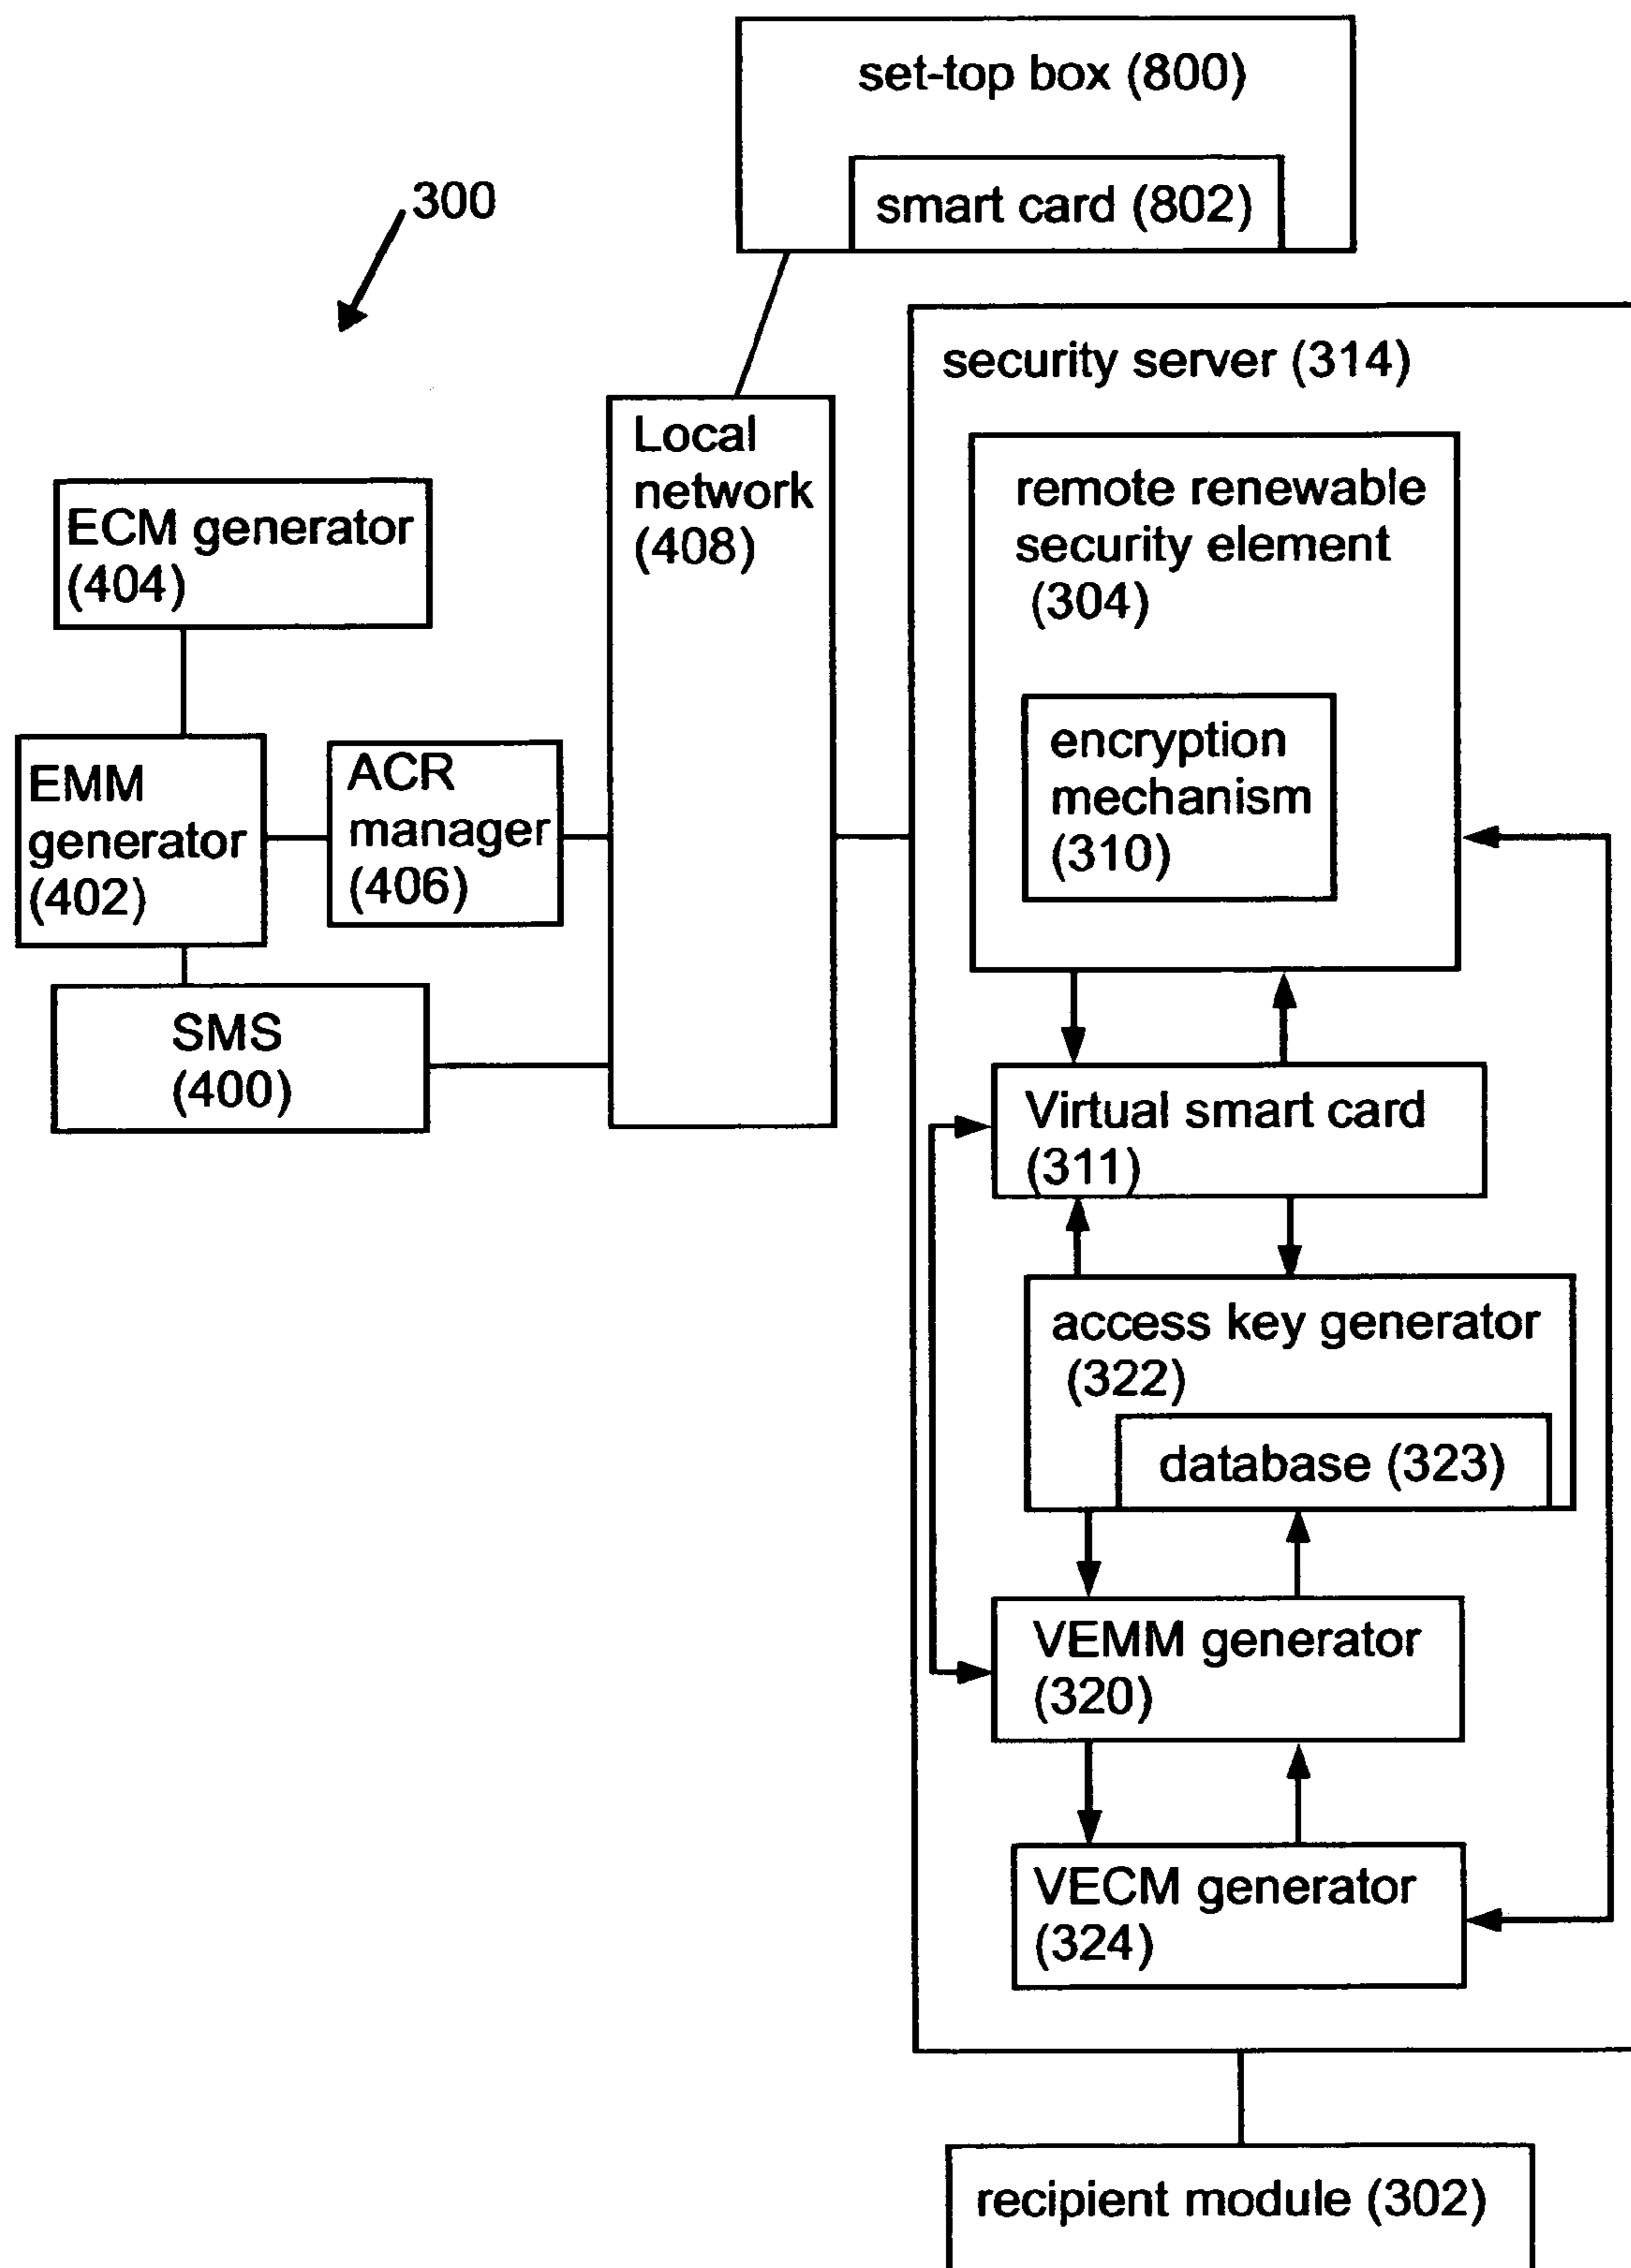 set-top box (800)
smart card (802)
300
security server (314)
Local
network
(408)
remote renewable
security element
(304)
ECM generator
(404)
encryption
mechanism
(310)
EMM
generator
(402)
ACR
manager
(406)
SMS
(400)
Virtual smart card
(311)
access key generator
(322)
database (323)
VEMM generator
(320)
VECM generator
(324)
recipient module (302)